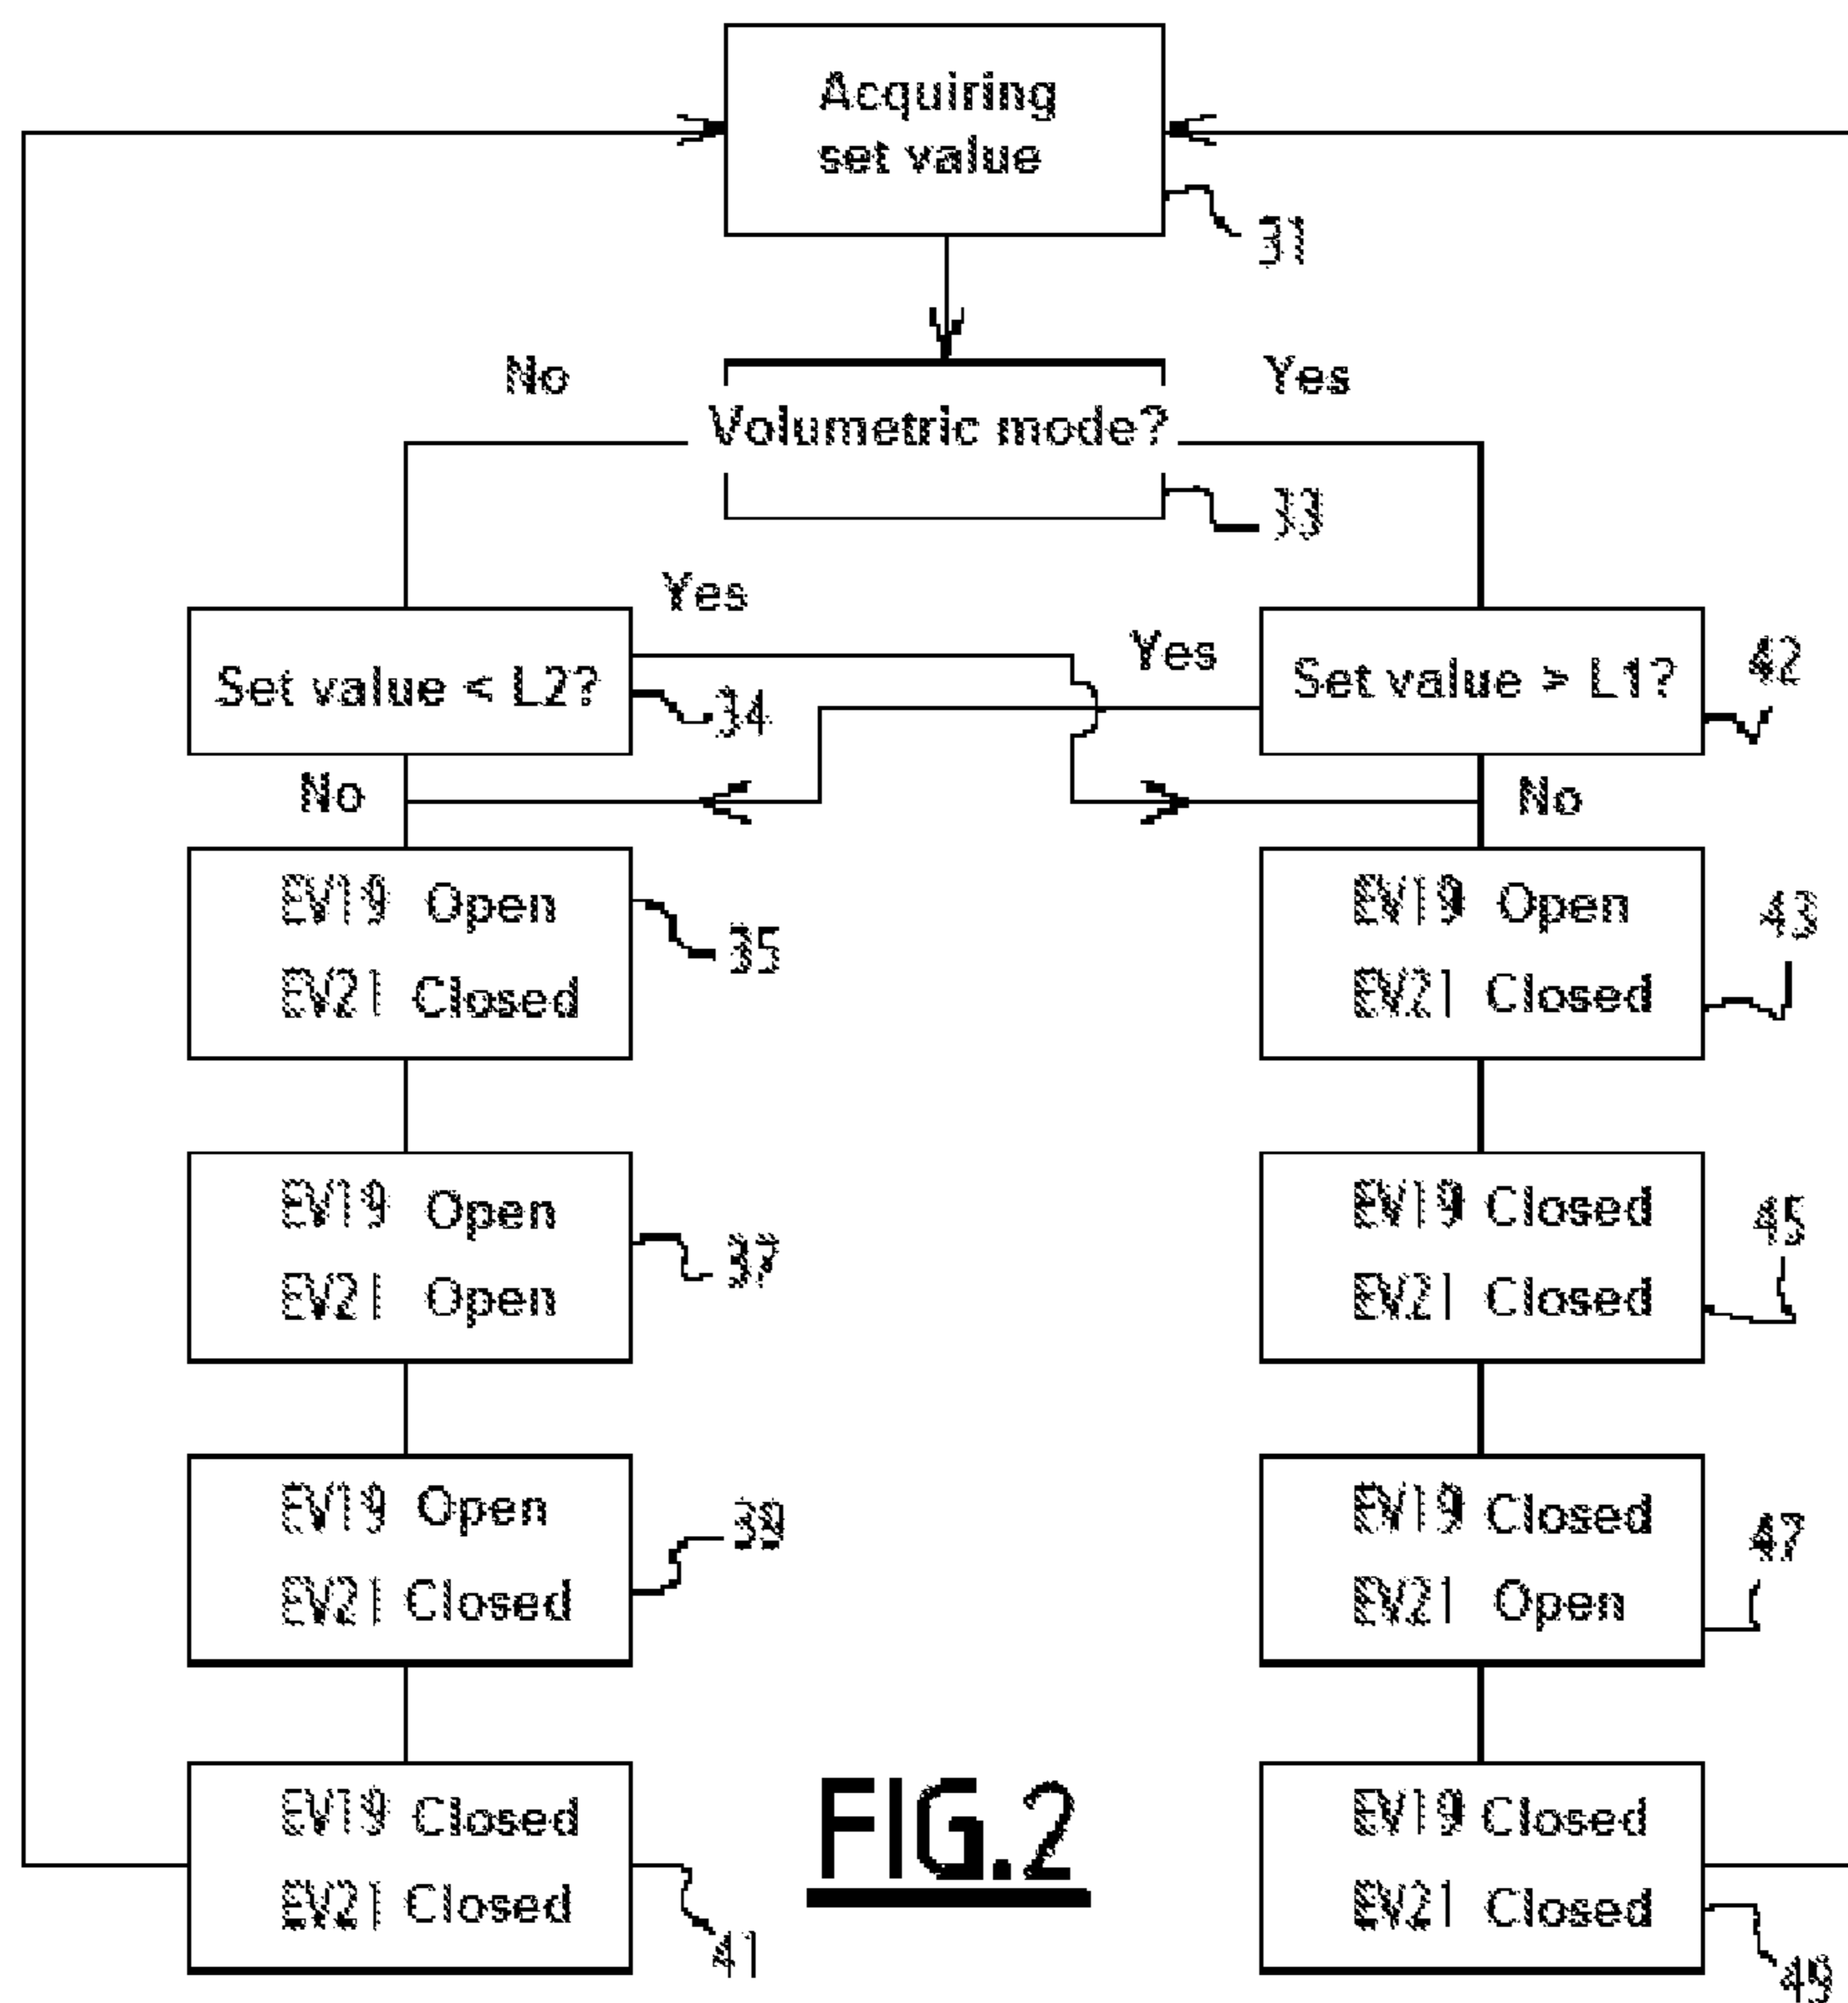 Acquiring
set value
31
No
Yes
Volumetric mode?
33
Yes
Set value < L2?
34
Yes
Set value > L1?
42
No
No
EV19 Open
EV21 Closed
35
EV19 Open
EV21 Closed
43
EV19 Open
EV21 Open
37
EV19 Closed
EV21 Closed
45
EV19 Open
EV21 Closed
39
EV19 Closed
EV21 Open
47
EV19 Closed
EV21 Closed
41
FIG.2
EV19 Closed
EV21 Closed
49